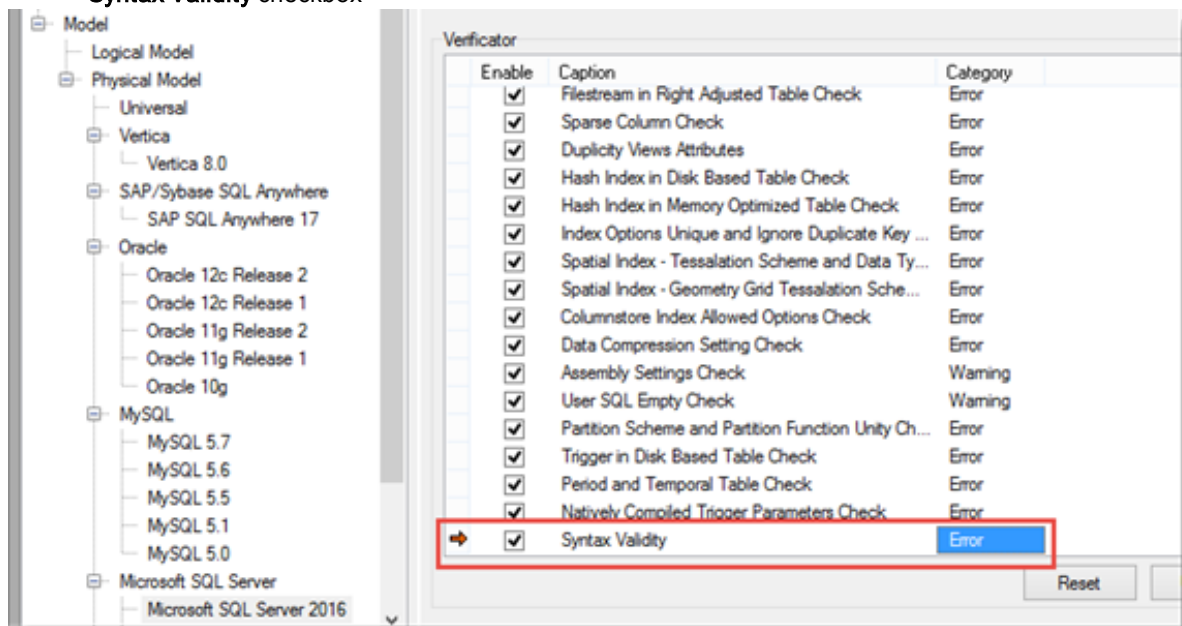 Syntax Validity checkbox
Model
Logical Model
Physical Model
Universal
Vertica
Vertica 8.0
SAP/Sybase SQL Anywhere
SAP SQL Anywhere 17
Oracle
Oracle 12c Release 2
Oracle 12c Release 1
Oracle 11g Release 2
Oracle 11g Release 1
Oracle 10g
MySQL
MySQL 5.7
MySQL 5.6
MySQL 5.5
MySQL 5.1
MySQL 5.0
Microsoft SQL Server
Microsoft SQL Server 2016
Verificator
Enable Caption Category
Filestream in Right Adjusted Table Check Error
Sparse Column Check Error
Duplicity Views Attributes Error
Hash Index in Disk Based Table Check Error
Hash Index in Memory Optimized Table Check Error
Index Options Unique and Ignore Duplicate Key ... Error
Spatial Index - Tessalation Scheme and Data Ty... Error
Spatial Index - Geometry Grid Tessalation Sche... Error
Columnstore Index Allowed Options Check Error
Data Compression Setting Check Error
Assembly Settings Check Warning
User SQL Empty Check Warning
Partition Scheme and Partition Function Unity Ch... Error
Trigger in Disk Based Table Check Error
Period and Temporal Table Check Error
Natively Compiled Trigger Parameters Check Error
Syntax Validity Error
Reset